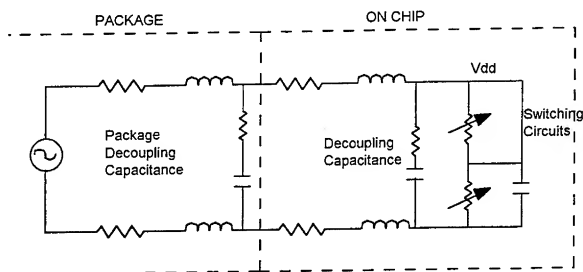 PACKAGE
ON CHIP
Vdd
Switching
Circuits
Package
Decoupling
Capacitance
Decoupling
Capacitance